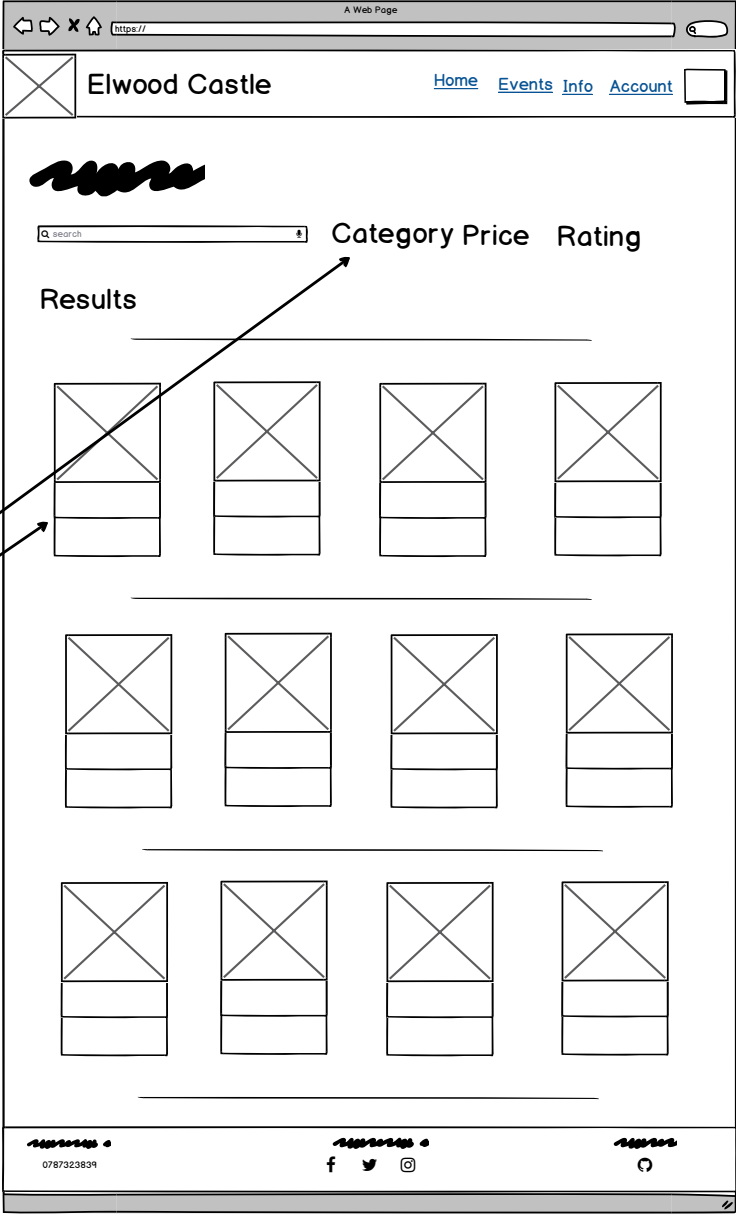 A Web Page
https://
Elwood Castle
Home Events Info Account
search
Category Price Rating
Results
0787323839